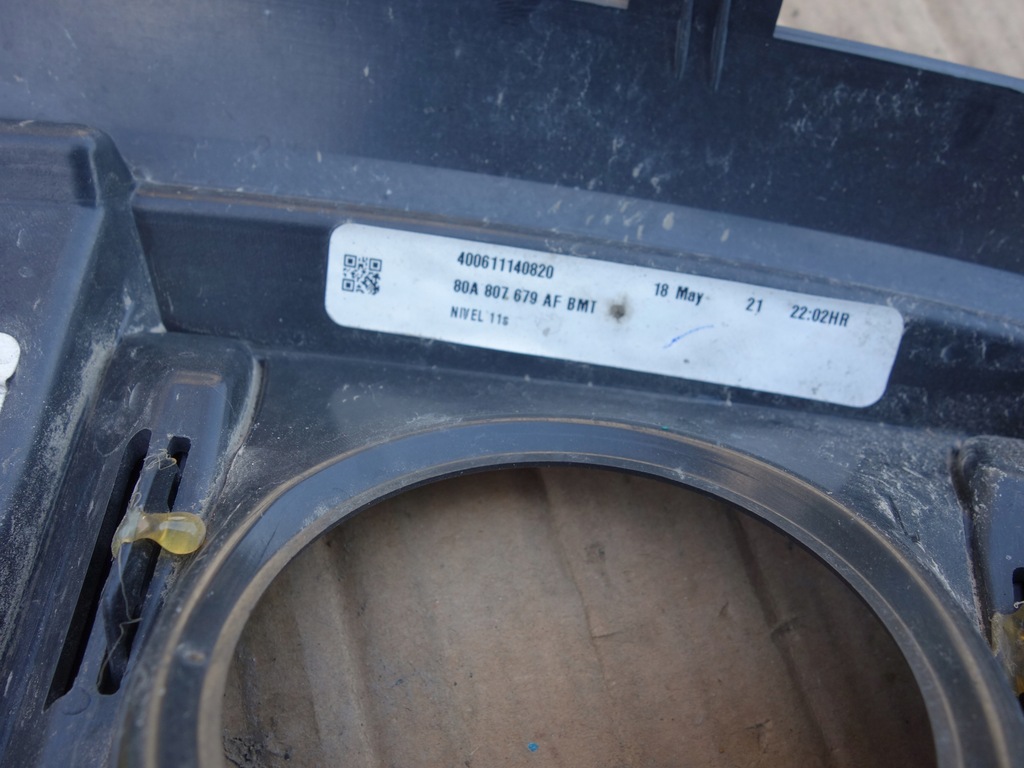 400611140820
80A 807 679 AF BMT 18 May 21 22:02HR
NIVEL 11s